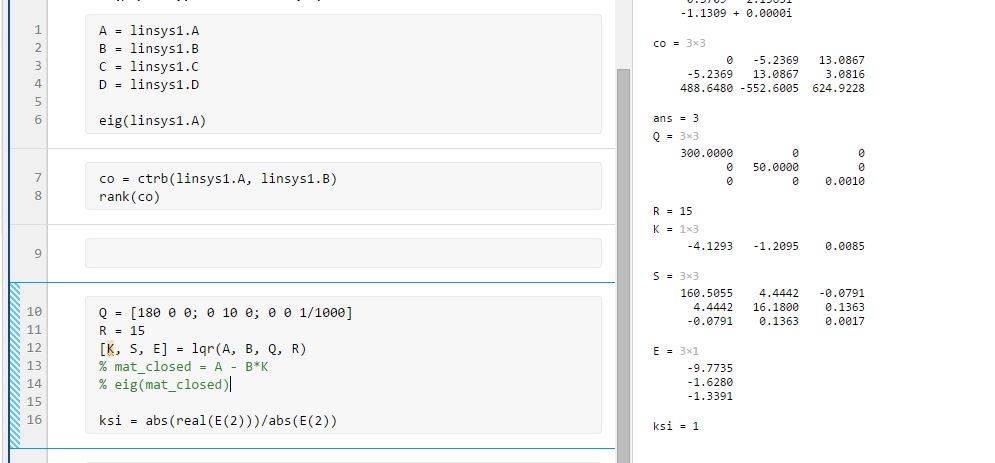 1 A = linsys1.A
2 B = linsys1.B
3 C = linsys1.C
4 D = linsys1.D
5
6 eig(linsys1.A)
7 co = ctrb(linsys1.A, linsys1.B)
8 rank(co)
9
10 Q = [180 0 0; 0 10 0; 0 0 1/1000]
11 R = 15
12 [K, S, E] = lqr(A, B, Q, R)
13 % mat_closed = A - B*K
14 % eig(mat_closed)
15
16 ksi = abs(real(E(2)))/abs(E(2))
-1.1309 + 0.0000i
co = 3×3
0 -5.2369 13.0867
-5.2369 13.0867 3.0816
488.6480 -552.6005 624.9228
ans = 3
Q = 3×3
300.0000 0 0
0 50.0000 0
0 0 0.0010
R = 15
K = 1×3
-4.1293 -1.2095 0.0085
S = 3×3
160.5055 4.4442 -0.0791
4.4442 16.1800 0.1363
-0.0791 0.1363 0.0017
E = 3×1
-9.7735
-1.6280
-1.3391
ksi = 1